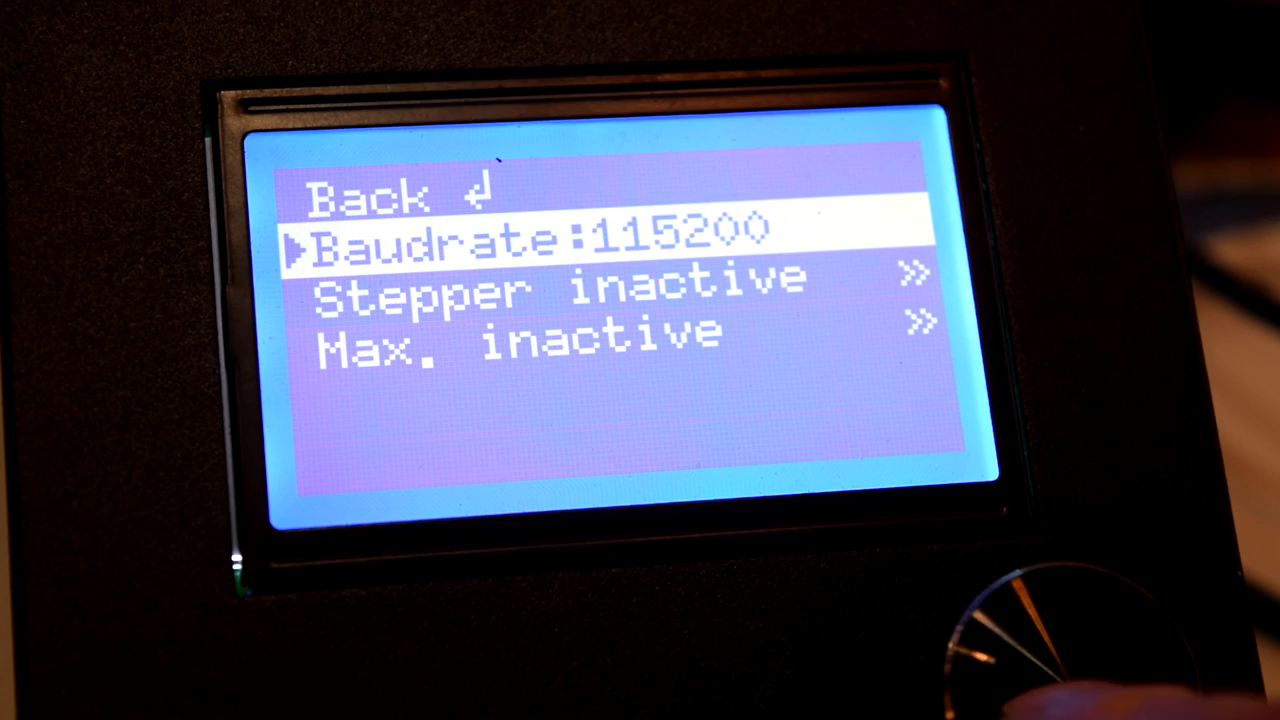 Back ↲
Baudrate:115200
Stepper inactive »
Max. inactive »